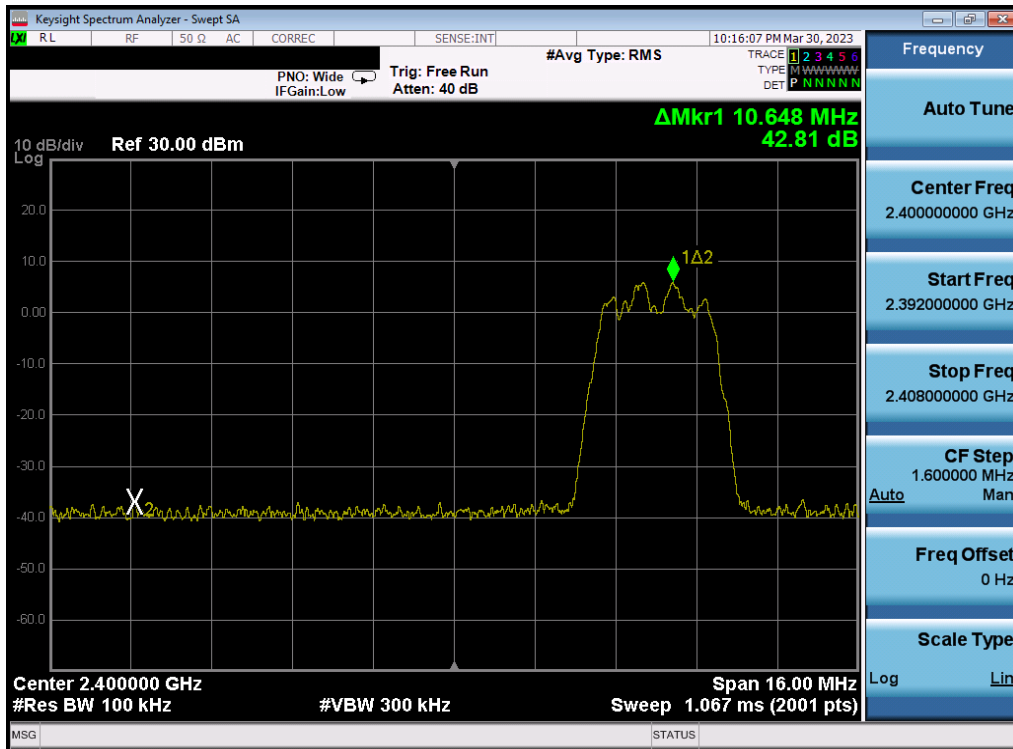 Keysight Spectrum Analyzer - Swept SA
LXI RL RF 50 Ω AC CORREC SENSE:INT 10:16:07 PM Mar 30, 2023
#Avg Type: RMS
TRACE 1 2 3 4 5 6
PNO: Wide Trig: Free Run
TYPE M W W W W W
IFGain:Low Atten: 40 dB
DET P N N N N N
ΔMkr1 10.648 MHz
42.81 dB
10 dB/div Ref 30.00 dBm
Log
20.0
10.0
0.00
-10.0
-20.0
-30.0
-40.0
-50.0
-60.0
1Δ2
X2
Center 2.400000 GHz Span 16.00 MHz
#Res BW 100 kHz #VBW 300 kHz Sweep 1.067 ms (2001 pts)
MSG STATUS
Frequency
Auto Tune
Center Freq
2.400000000 GHz
Start Freq
2.392000000 GHz
Stop Freq
2.408000000 GHz
CF Step
1.600000 MHz
Auto Man
Freq Offset
0 Hz
Scale Type
Log Lin